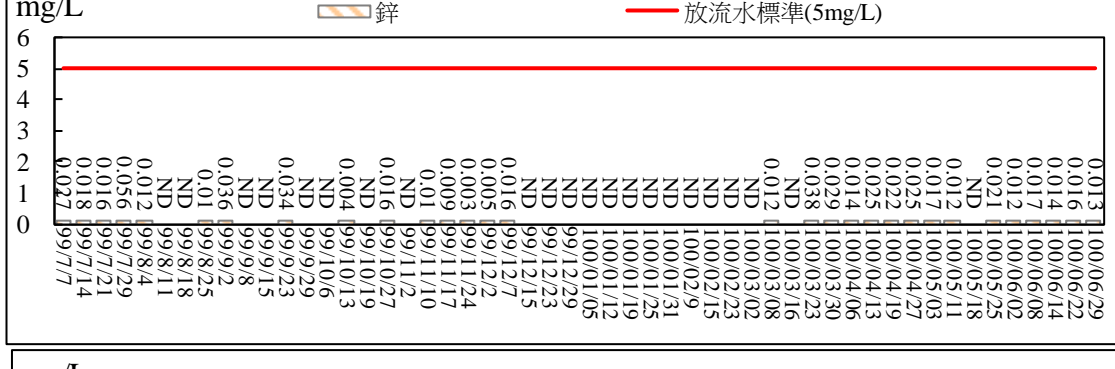 mg/L
鋅 放流水標準(5mg/L)
6
5
4
3
2
1
0
0.027 0.018 0.016 0.056 0.012 ND ND 0.01 0.036 ND ND 0.034 ND ND 0.004 ND 0.016 ND 0.01 0.009 0.003 0.005 0.016 ND ND ND ND ND ND ND ND ND ND ND ND 0.012 ND 0.038 0.029 0.014 0.025 0.022 0.025 0.017 0.012 ND 0.021 0.012 0.017 0.014 0.016 0.013
99/7/7 99/7/14 99/7/21 99/7/29 99/8/4 99/8/11 99/8/18 99/8/25 99/9/2 99/9/8 99/9/15 99/9/23 99/9/29 99/10/6 99/10/13 99/10/19 99/10/27 99/11/2 99/11/10 99/11/17 99/11/24 99/12/2 99/12/7 99/12/15 99/12/23 99/12/29 100/01/05 100/01/12 100/01/19 100/01/25 100/01/31 100/02/9 100/02/15 100/02/23 100/03/02 100/03/08 100/03/16 100/03/23 100/03/30 100/04/06 100/04/13 100/04/19 100/04/27 100/05/03 100/05/11 100/05/18 100/05/25 100/06/02 100/06/08 100/06/14 100/06/22 100/06/29